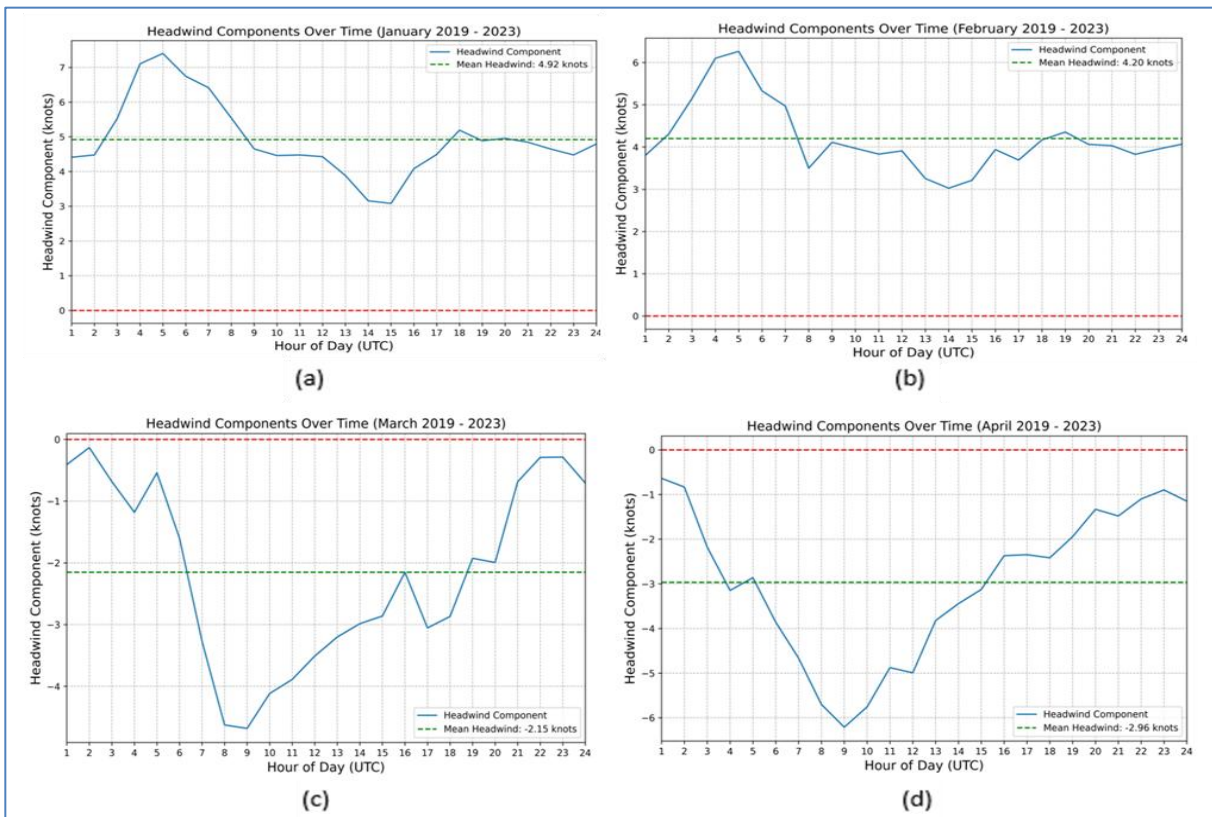 Headwind Components Over Time (January 2019 - 2023)
Headwind Component (knots)
7
6
5
4
3
2
1
0
Headwind Component
Mean Headwind: 4.92 knots
1 2 3 4 5 6 7 8 9 10 11 12 13 14 15 16 17 18 19 20 21 22 23 24
Hour of Day (UTC)
(a)
Headwind Components Over Time (February 2019 - 2023)
Headwind Component (knots)
6
5
4
3
2
1
0
Headwind Component
Mean Headwind: 4.20 knots
1 2 3 4 5 6 7 8 9 10 11 12 13 14 15 16 17 18 19 20 21 22 23 24
Hour of Day (UTC)
(b)
Headwind Components Over Time (March 2019 - 2023)
Headwind Component (knots)
0
−1
−2
−3
−4
Headwind Component
Mean Headwind: -2.15 knots
1 2 3 4 5 6 7 8 9 10 11 12 13 14 15 16 17 18 19 20 21 22 23 24
Hour of Day (UTC)
(c)
Headwind Components Over Time (April 2019 - 2023)
Headwind Component (knots)
0
−1
−2
−3
−4
−5
−6
Headwind Component
Mean Headwind: -2.96 knots
1 2 3 4 5 6 7 8 9 10 11 12 13 14 15 16 17 18 19 20 21 22 23 24
Hour of Day (UTC)
(d)